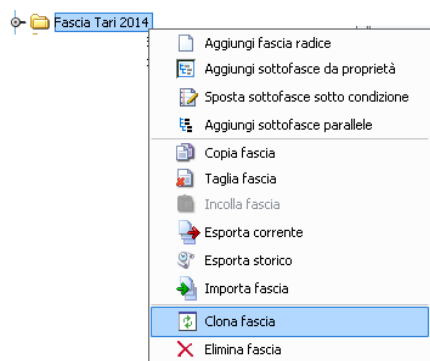 Fascia Tari 2014
Aggiungi fascia radice
Aggiungi sottofasce da proprietà
Sposta sottofasce sotto condizione
Aggiungi sottofasce parallele
Copia fascia
Taglia fascia
Incolla fascia
Esporta corrente
Esporta storico
Importa fascia
Clona fascia
Elimina fascia